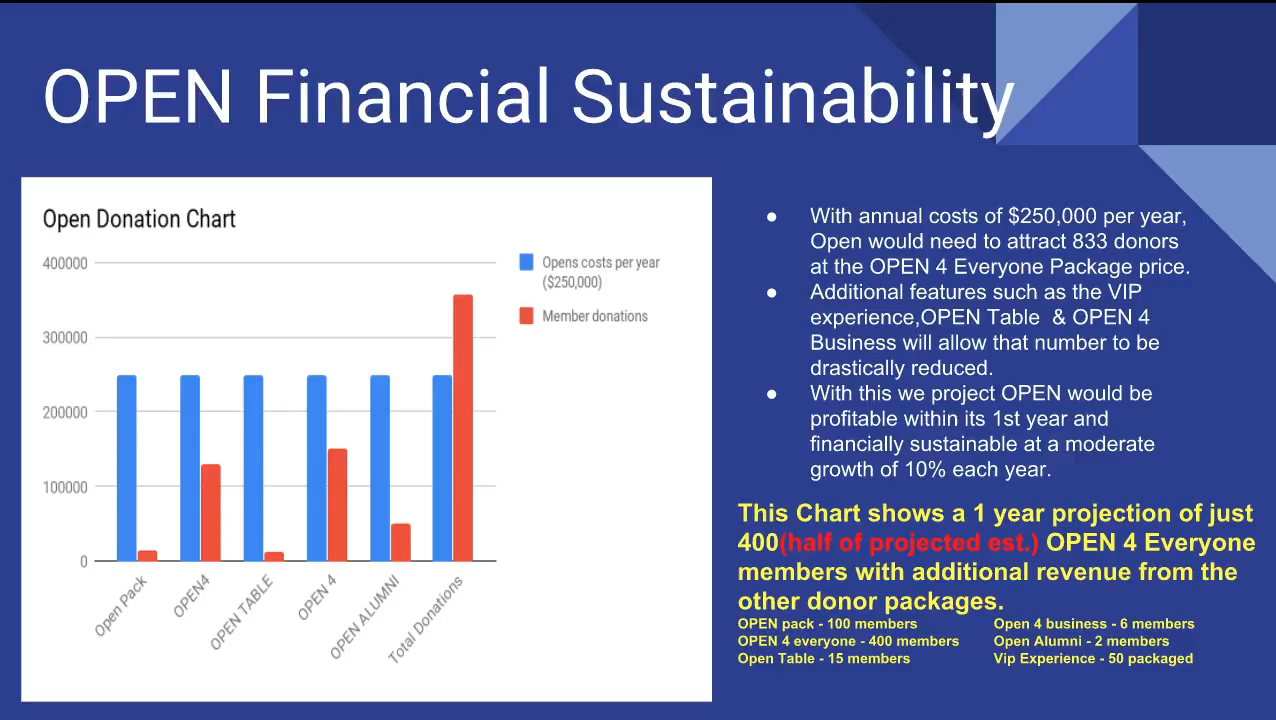 OPEN Financial Sustainability
Open Donation Chart
400000
300000
200000
100000
0
Opens costs per year
($250,000)
Member donations
Open Pack
OPEN4
OPEN TABLE
OPEN 4
OPEN ALUMNI
Total Donations
● With annual costs of $250,000 per year,
Open would need to attract 833 donors
at the OPEN 4 Everyone Package price.
● Additional features such as the VIP
experience,OPEN Table & OPEN 4
Business will allow that number to be
drastically reduced.
● With this we project OPEN would be
profitable within its 1st year and
financially sustainable at a moderate
growth of 10% each year.
This Chart shows a 1 year projection of just
400(half of projected est.) OPEN 4 Everyone
members with additional revenue from the
other donor packages.
OPEN pack - 100 members
OPEN 4 everyone - 400 members
Open Table - 15 members
Open 4 business - 6 members
Open Alumni - 2 members
Vip Experience - 50 packaged